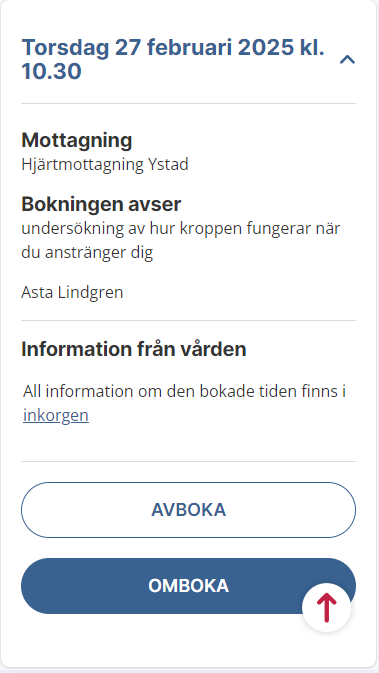 Torsdag 27 februari 2025 kl.
10.30
Mottagning
Hjärtmottagning Ystad
Bokningen avser
undersökning av hur kroppen fungerar när
du anstränger dig
Asta Lindgren
Information från vården
All information om den bokade tiden finns i
inkorgen
AVBOKA
OMBOKA